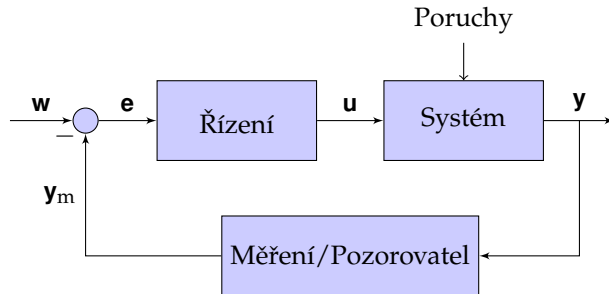 Poruchy
w
e
Řízení
u
Systém
y
−
y_m
Měření/Pozorovatel